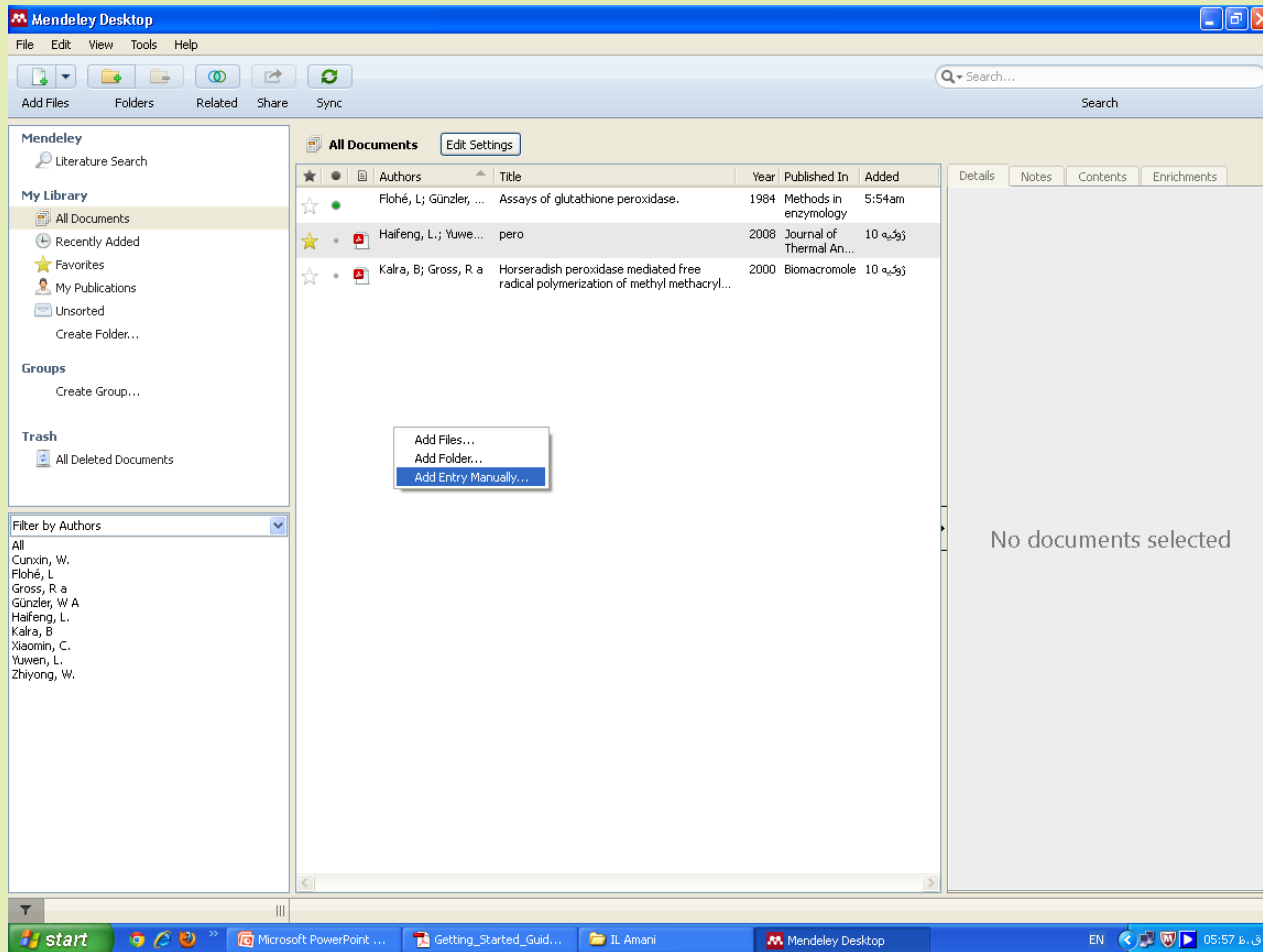 Mendeley Desktop
File Edit View Tools Help
Search...
Add Files Folders Related Share Sync Search
Mendeley
Literature Search
My Library
All Documents
Recently Added
Favorites
My Publications
Unsorted
Create Folder...
Groups
Create Group...
Trash
All Deleted Documents
Filter by Authors
All
Cunxin, W.
Flohé, L
Gross, R a
Günzler, W A
Haifeng, L.
Kalra, B
Xiaomin, C.
Yuwen, L.
Zhiyong, W.
All Documents Edit Settings
Authors Title Year Published In Added
Flohé, L; Günzler, ... Assays of glutathione peroxidase. 1984 Methods in 5:54am
enzymology
Haifeng, L.; Yuwe... pero 2008 Journal of 10 ژوئیه
Thermal An...
Kalra, B; Gross, R a Horseradish peroxidase mediated free 2000 Biomacromole 10 ژوئیه
radical polymerization of methyl methacryl...
Add Files...
Add Folder...
Add Entry Manually...
Details Notes Contents Enrichments
No documents selected
start Microsoft PowerPoint ... Getting_Started_Guid... IL Amani Mendeley Desktop EN 05:57 ق.ظ